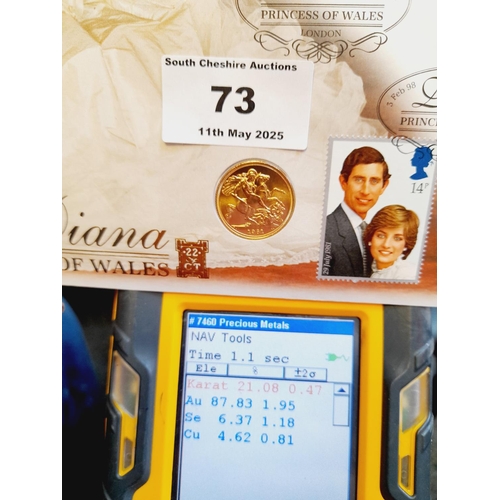 PRINCESS OF WALES
LONDON
South Cheshire Auctions
73
11th May 2025
3 Feb 98
PRINC
14P
29 July 1981
Diana
OF WALES
22
CT
# 7460 Precious Metals
NAV Tools
Time 1.1 sec
Ele % ±2σ
Karat 21.08 0.47
Au 87.83 1.95
Se 6.37 1.18
Cu 4.62 0.81